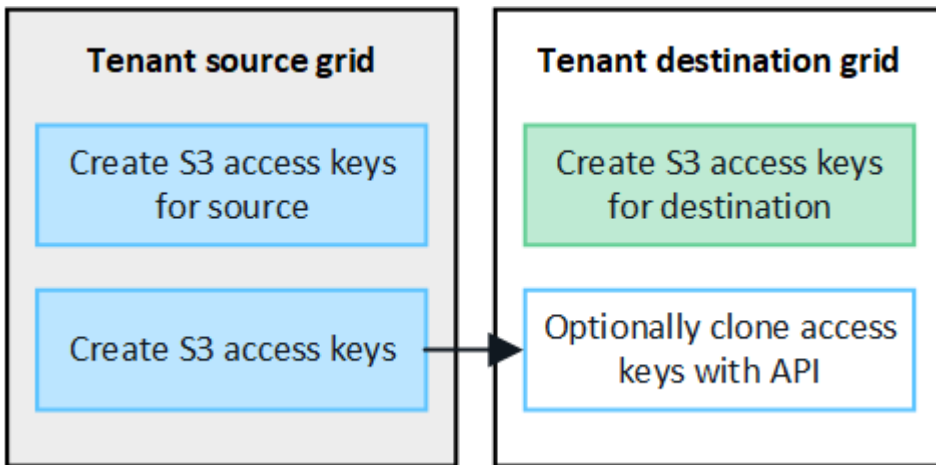 Tenant source grid
Create S3 access keys
for source
Create S3 access keys
Tenant destination grid
Create S3 access keys
for destination
Optionally clone access
keys with API